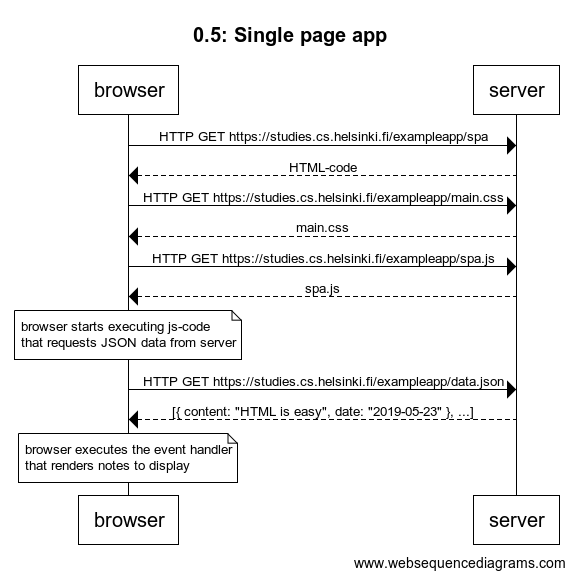 0.5: Single page app
browser
server
HTTP GET https://studies.cs.helsinki.fi/exampleapp/spa
HTML-code
HTTP GET https://studies.cs.helsinki.fi/exampleapp/main.css
main.css
HTTP GET https://studies.cs.helsinki.fi/exampleapp/spa.js
spa.js
browser starts executing js-code
that requests JSON data from server
HTTP GET https://studies.cs.helsinki.fi/exampleapp/data.json
[{ content: "HTML is easy", date: "2019-05-23" }, ...]
browser executes the event handler
that renders notes to display
browser
server
www.websequencediagrams.com